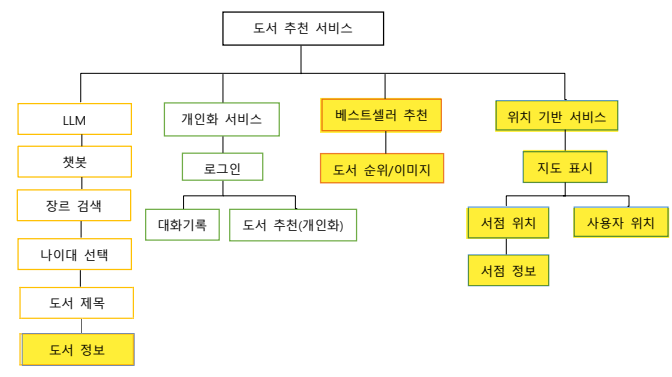 도서 추천 서비스
LLM
챗봇
장르 검색
나이대 선택
도서 제목
도서 정보
개인화 서비스
로그인
대화기록
도서 추천(개인화)
베스트셀러 추천
도서 순위/이미지
위치 기반 서비스
지도 표시
서점 위치
사용자 위치
서점 정보